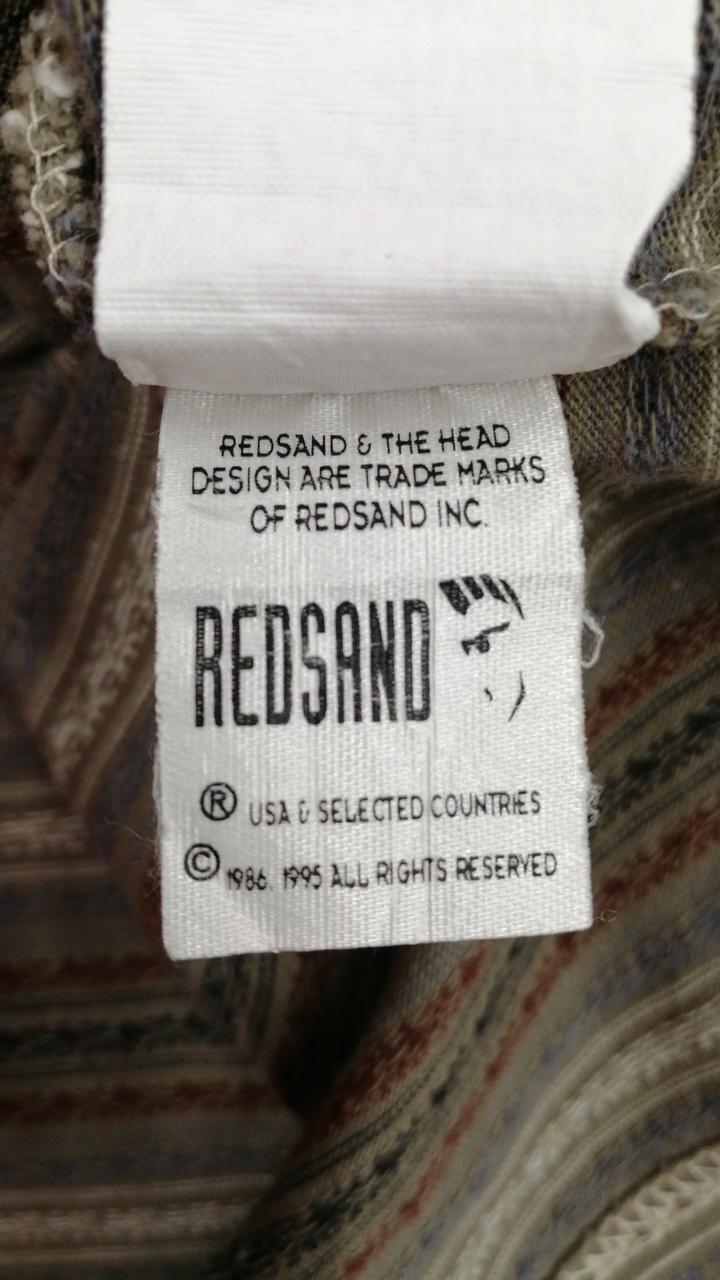 REDSAND & THE HEAD
DESIGN ARE TRADE MARKS
OF REDSAND INC.
REDSAND
® USA & SELECTED COUNTRIES
© 1986. 1995 ALL RIGHTS RESERVED